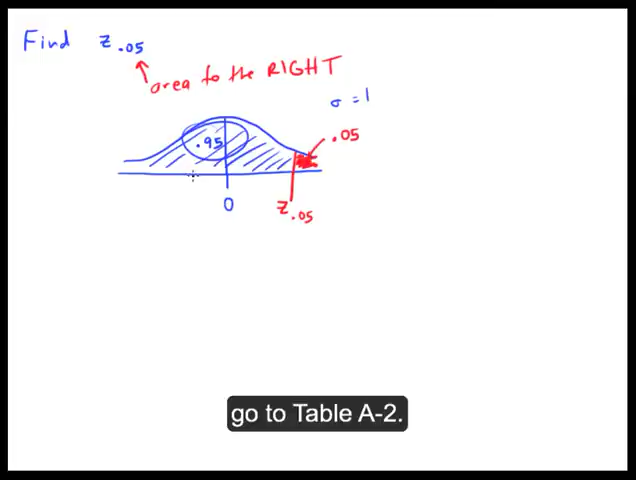 Find z.05
area to the RIGHT
σ = 1
.95
.05
0
z.05
go to Table A-2.